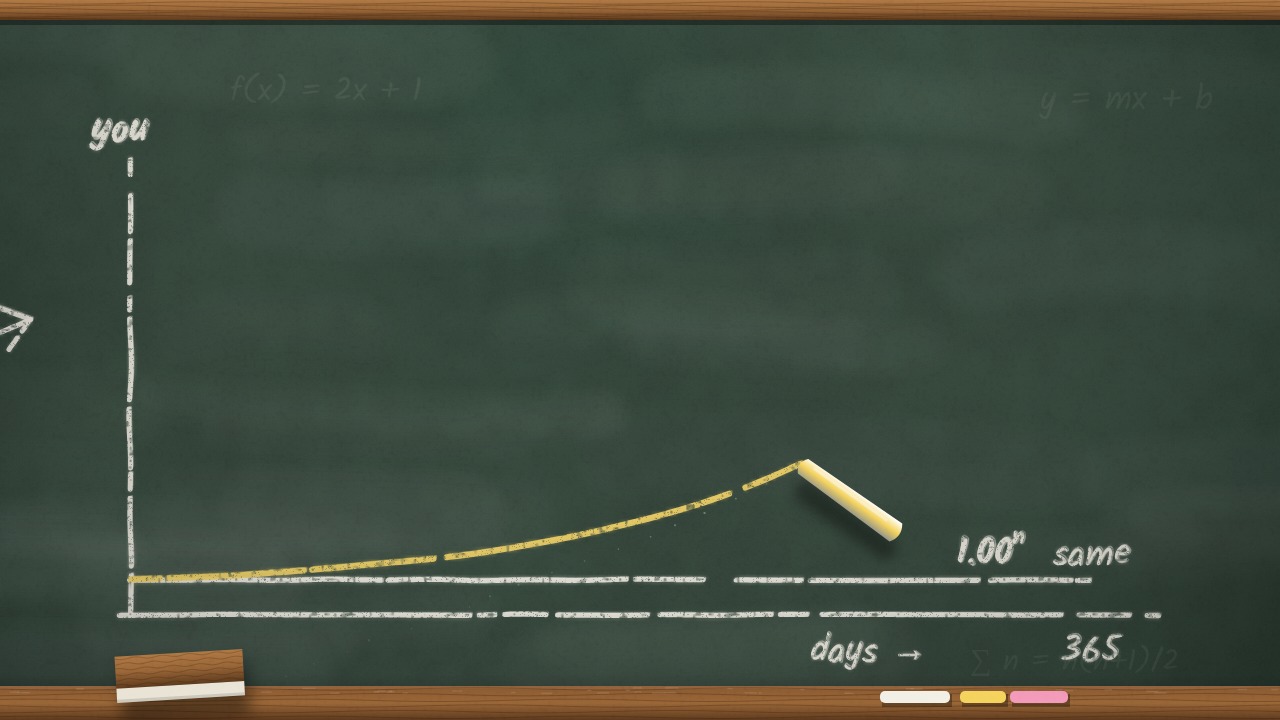 f(x) = 2x + 1
y = mx + b
you
1.00ⁿ same
days → 365